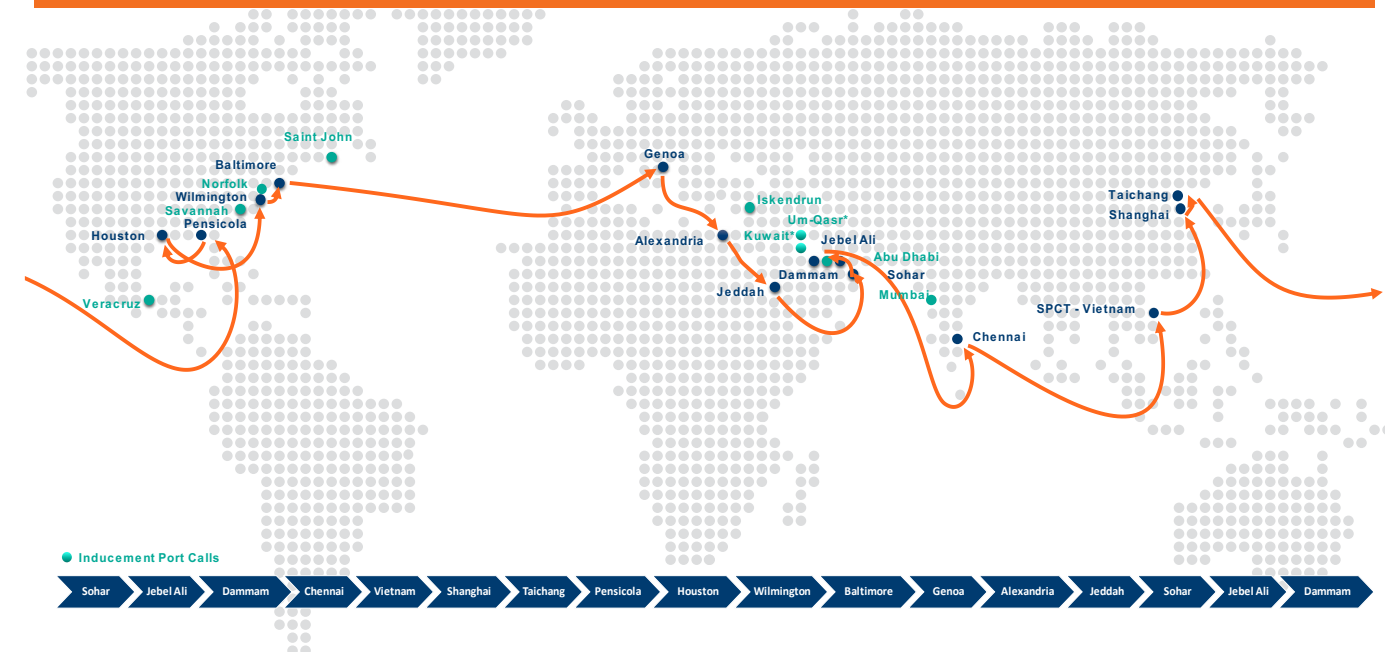 Saint John
Baltimore
Norfolk
Wilmington
Savannah
Pensicola
Houston
Veracruz
Genoa
Iskendrun
Um-Qasr*
Kuwait*
Alexandria
Jebel Ali
Abu Dhabi
Dammam
Sohar
Jeddah
Mumbai
Chennai
Taichang
Shanghai
SPCT - Vietnam
Inducement Port Calls
Sohar
Jebel Ali
Dammam
Chennai
Vietnam
Shanghai
Taichang
Pensicola
Houston
Wilmington
Baltimore
Genoa
Alexandria
Jeddah
Sohar
Jebel Ali
Dammam